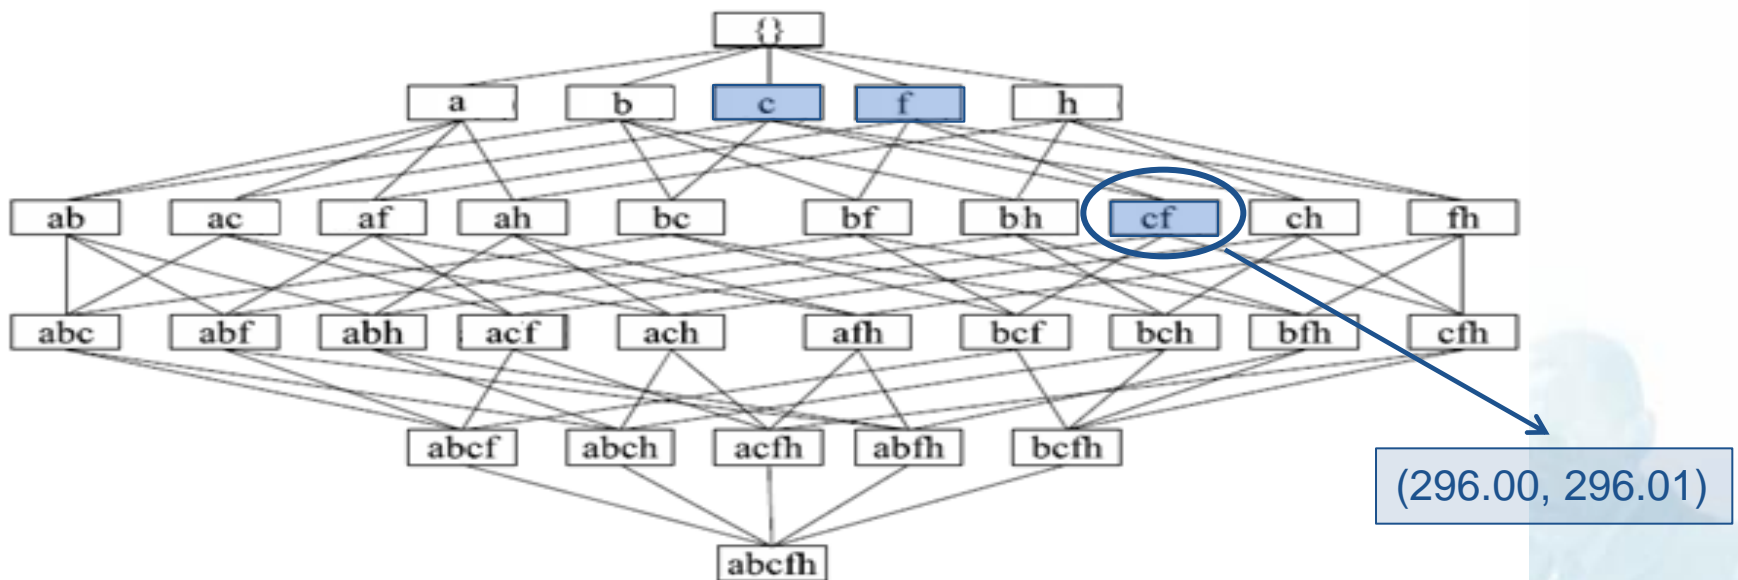 {}
a b c f h
ab ac af ah bc bf bh cf ch fh
abc abf abh acf ach afh bcf bch bfh cfh
abcf abch acfh abfh bcfh
(296.00, 296.01)
abcfh